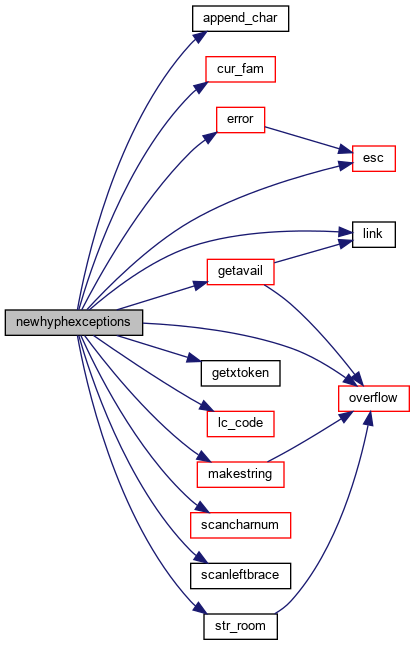 append_char
cur_fam
error
esc
link
getavail
newhyphexceptions
getxtoken
overflow
lc_code
makestring
scancharnum
scanleftbrace
str_room